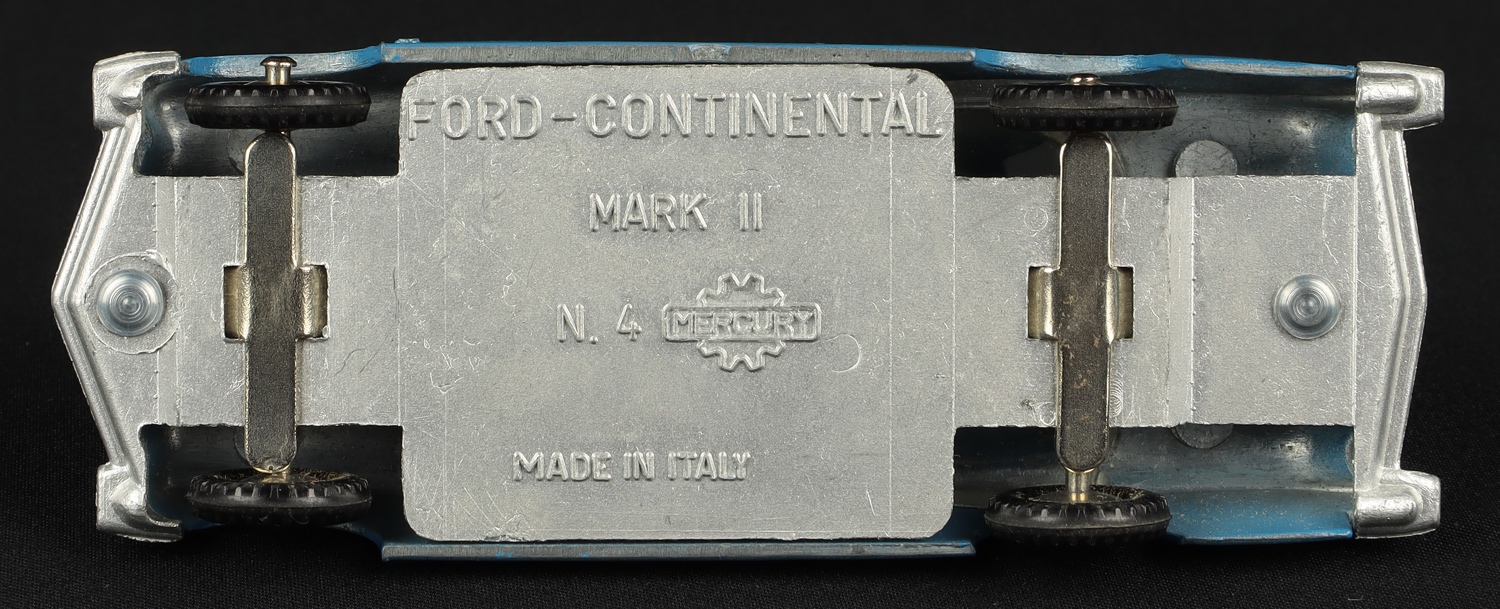 FORD-CONTINENTAL
MARK II
N. 4 MERCURY
MADE IN ITALY